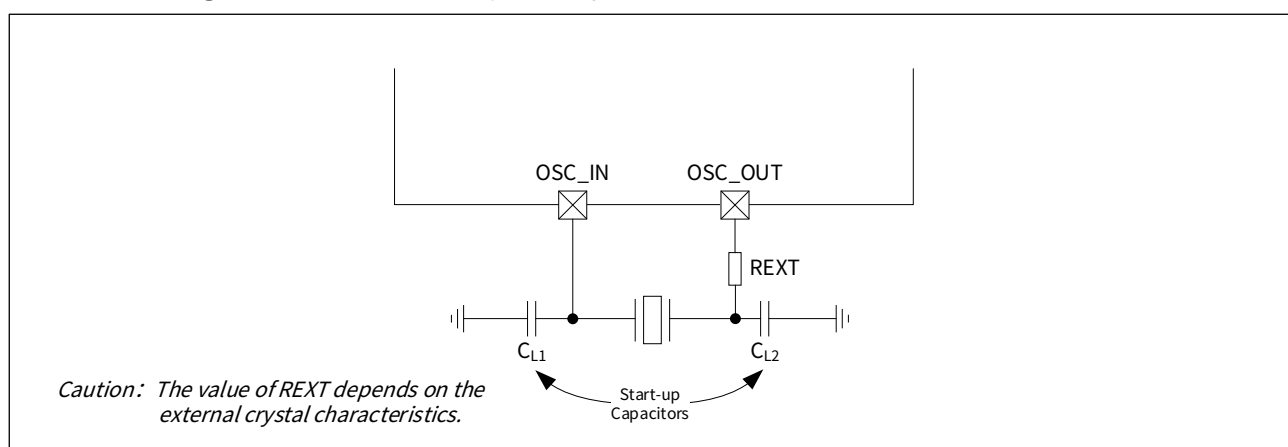 OSC_IN OSC_OUT
REXT
CL1 CL2
Caution： The value of REXT depends on the
external crystal characteristics.
Start-up
Capacitors